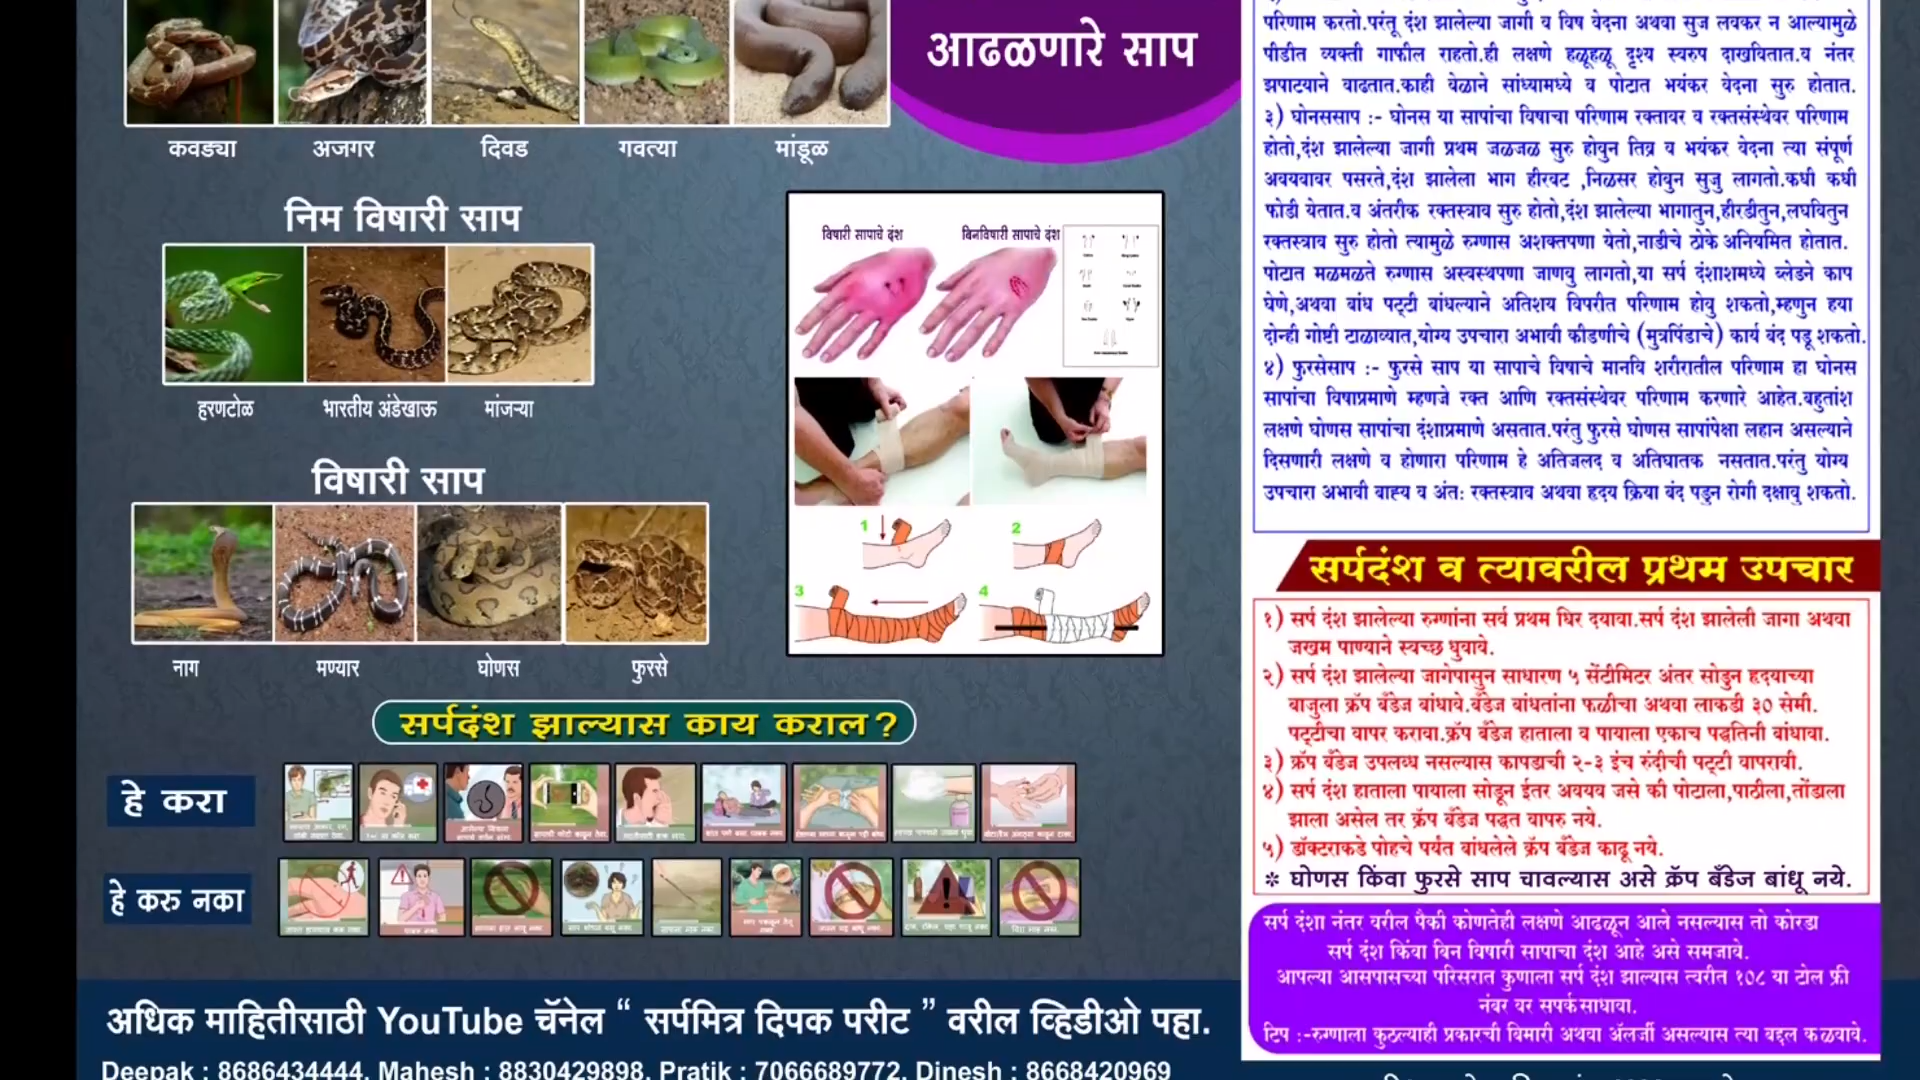 आढळणारे साप
कवड्या अजगर दिवड गवत्या मांडूळ
निम विषारी साप
हरणटोळ भारतीय अंडेखाऊ मांजऱ्या
विषारी साप
नाग मण्यार घोणस फुरसे
विषारी सापाचे दंश बिनविषारी सापाचे दंश
1 2
3 4
सर्पदंश झाल्यास काय कराल?
हे करा
हे करु नका
अधिक माहितीसाठी YouTube चॅनेल “ सर्पमित्र दिपक परीट ” वरील व्हिडीओ पहा.
Deepak : 8686434444, Mahesh : 8830429898, Pratik : 7066689772, Dinesh : 8668420969
परिणाम करतो.परंतू दंश झालेल्या जागी व विष वेदना अथवा सुज लवकर न आल्यामुळे
पीडीत व्यक्ती गाफील राहतो.ही लक्षणे हळूहळू दृश्य स्वरुप दाखवितात.व नंतर
झपाटयाने वाढतात.काही वेळाने सांध्यामध्ये व पोटात भयंकर वेदना सुरु होतात.
३) घोनससाप :- घोनस या सापांचा विषाचा परिणाम रक्तावर व रक्तसंस्थेवर परिणाम
होतो,दंश झालेल्या जागी प्रथम जळजळ सुरु होवुन तिव्र व भयंकर वेदना त्या संपूर्ण
अवयवावर पसरते,दंश झालेला भाग हीरवट ,निळसर होवुन सुजु लागतो.कधी कधी
फोडी येतात.व अंतरीक रक्तस्त्राव सुरु होतो,दंश झालेल्या भागातुन,हीरडीतुन,लघवितुन
रक्तस्त्राव सुरु होतो त्यामुळे रुग्णास अशक्तपणा येतो,नाडीचे ठोके अनियमित होतात.
पोटात मळमळते रुग्णास अस्वस्थपणा जाणवु लागतो,या सर्प दंशाशमध्ये ब्लेडने काप
घेणे,अथवा बांध पट्टी बांधल्याने अतिशय विपरीत परिणाम होवु शकतो,म्हणुन हया
दोन्ही गोष्टी टाळाव्यात,योग्य उपचारा अभावी कीडणीचे (मुत्रपिंडाचे) कार्य बंद पडू शकतो.
४) फुरसेसाप :- फुरसे साप या सापाचे विषाचे मानवि शरीरातील परिणाम हा घोनस
सापांचा विषाप्रमाणे म्हणजे रक्त आणि रक्तसंस्थेवर परिणाम करणारे आहेत.बहुतांश
लक्षणे घोणस सापांचा दंशाप्रमाणे असतात.परंतु फुरसे घोणस सापांपेक्षा लहान असल्याने
दिसणारी लक्षणे व होणारा परिणाम हे अतिजलद व अतिघातक नसतात.परंतु योग्य
उपचारा अभावी बाह्य व अंत: रक्तस्त्राव अथवा हृदय क्रिया बंद पडुन रोगी दक्षावु शकतो.
सर्पदंश व त्यावरील प्रथम उपचार
१) सर्प दंश झालेल्या रुग्णांना सर्व प्रथम धिर दयावा.सर्प दंश झालेली जागा अथवा
जखम पाण्याने स्वच्छ धुवावे.
२) सर्प दंश झालेल्या जागेपासुन साधारण ५ सेंटीमिटर अंतर सोडुन हृदयाच्या
बाजुला क्रॅप बँडेज बांधावे.बँडेज बांधतांना फळीचा अथवा लाकडी ३० सेमी.
पट्टीचा वापर करावा.क्रॅप बँडेज हाताला व पायाला एकाच पद्धतिनी बांधावा.
३) क्रॅप बँडेज उपलब्ध नसल्यास कापडाची २-३ इंच रुंदीची पट्टी वापरावी.
४) सर्प दंश हाताला पायाला सोडून ईतर अवयव जसे की पोटाला,पाठीला,तोंडाला
झाला असेल तर क्रॅप बँडेज पद्धत वापरु नये.
५) डॉक्टराकडे पोहचे पर्यंत बांधलेले क्रॅप बँडेज काढू नये.
* घोणस किंवा फुरसे साप चावल्यास असे क्रॅप बँडेज बांधू नये.
सर्प दंशा नंतर वरील पैकी कोणतेही लक्षणे आढळून आले नसल्यास तो कोरडा
सर्प दंश किंवा बिन विषारी सापाचा दंश आहे असे समजावे.
आपल्या आसपासच्या परिसरात कुणाला सर्प दंश झाल्यास त्वरीत १०८ या टोल फ्री
नंबर वर सपर्क साधावा.
टिप :-रुग्णाला कुठल्याही प्रकारची बिमारी अथवा ॲलर्जी असल्यास त्या बद्दल कळवावे.